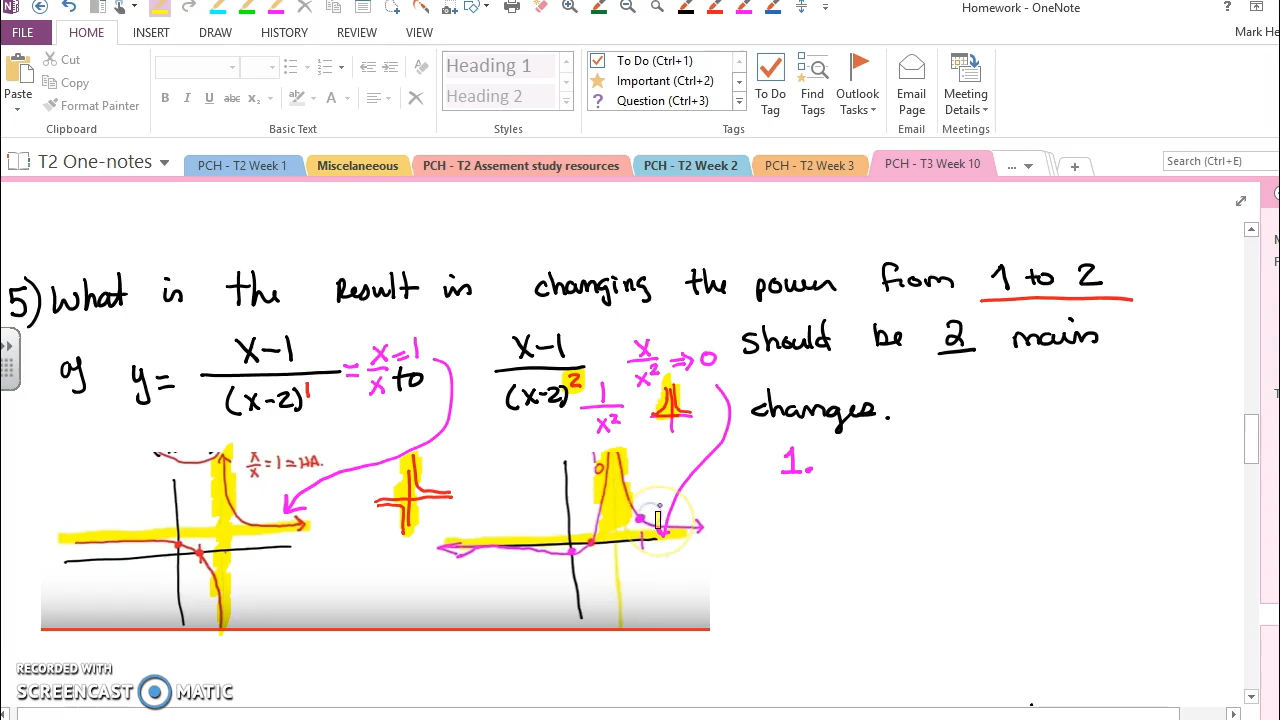 Homework - OneNote
Mark He
FILE HOME INSERT DRAW HISTORY REVIEW VIEW
Paste
Cut
Copy
Format Painter
Clipboard
B I U abc x₂ A
Basic Text
Heading 1
Heading 2
Styles
To Do (Ctrl+1)
Important (Ctrl+2)
Question (Ctrl+3)
To Do Tag
Find Tags
Outlook Tasks
Tags
Email Page
Email
Meeting Details
Meetings
T2 One-notes
PCH - T2 Week 1
Miscelaneeous
PCH - T2 Assement study resources
PCH - T2 Week 2
PCH - T2 Week 3
PCH - T3 Week 10
...
Search (Ctrl+E)
5) What is the Result in changing the power from 1 to 2
of y = x-1/(x-2)^1 = x/x = 1 to x-1/(x-2)^2 1/x² x/x² ⇒ 0 should be 2 mains
changes.
1.
x/x = 1 = HA.
RECORDED WITH
SCREENCAST MATIC